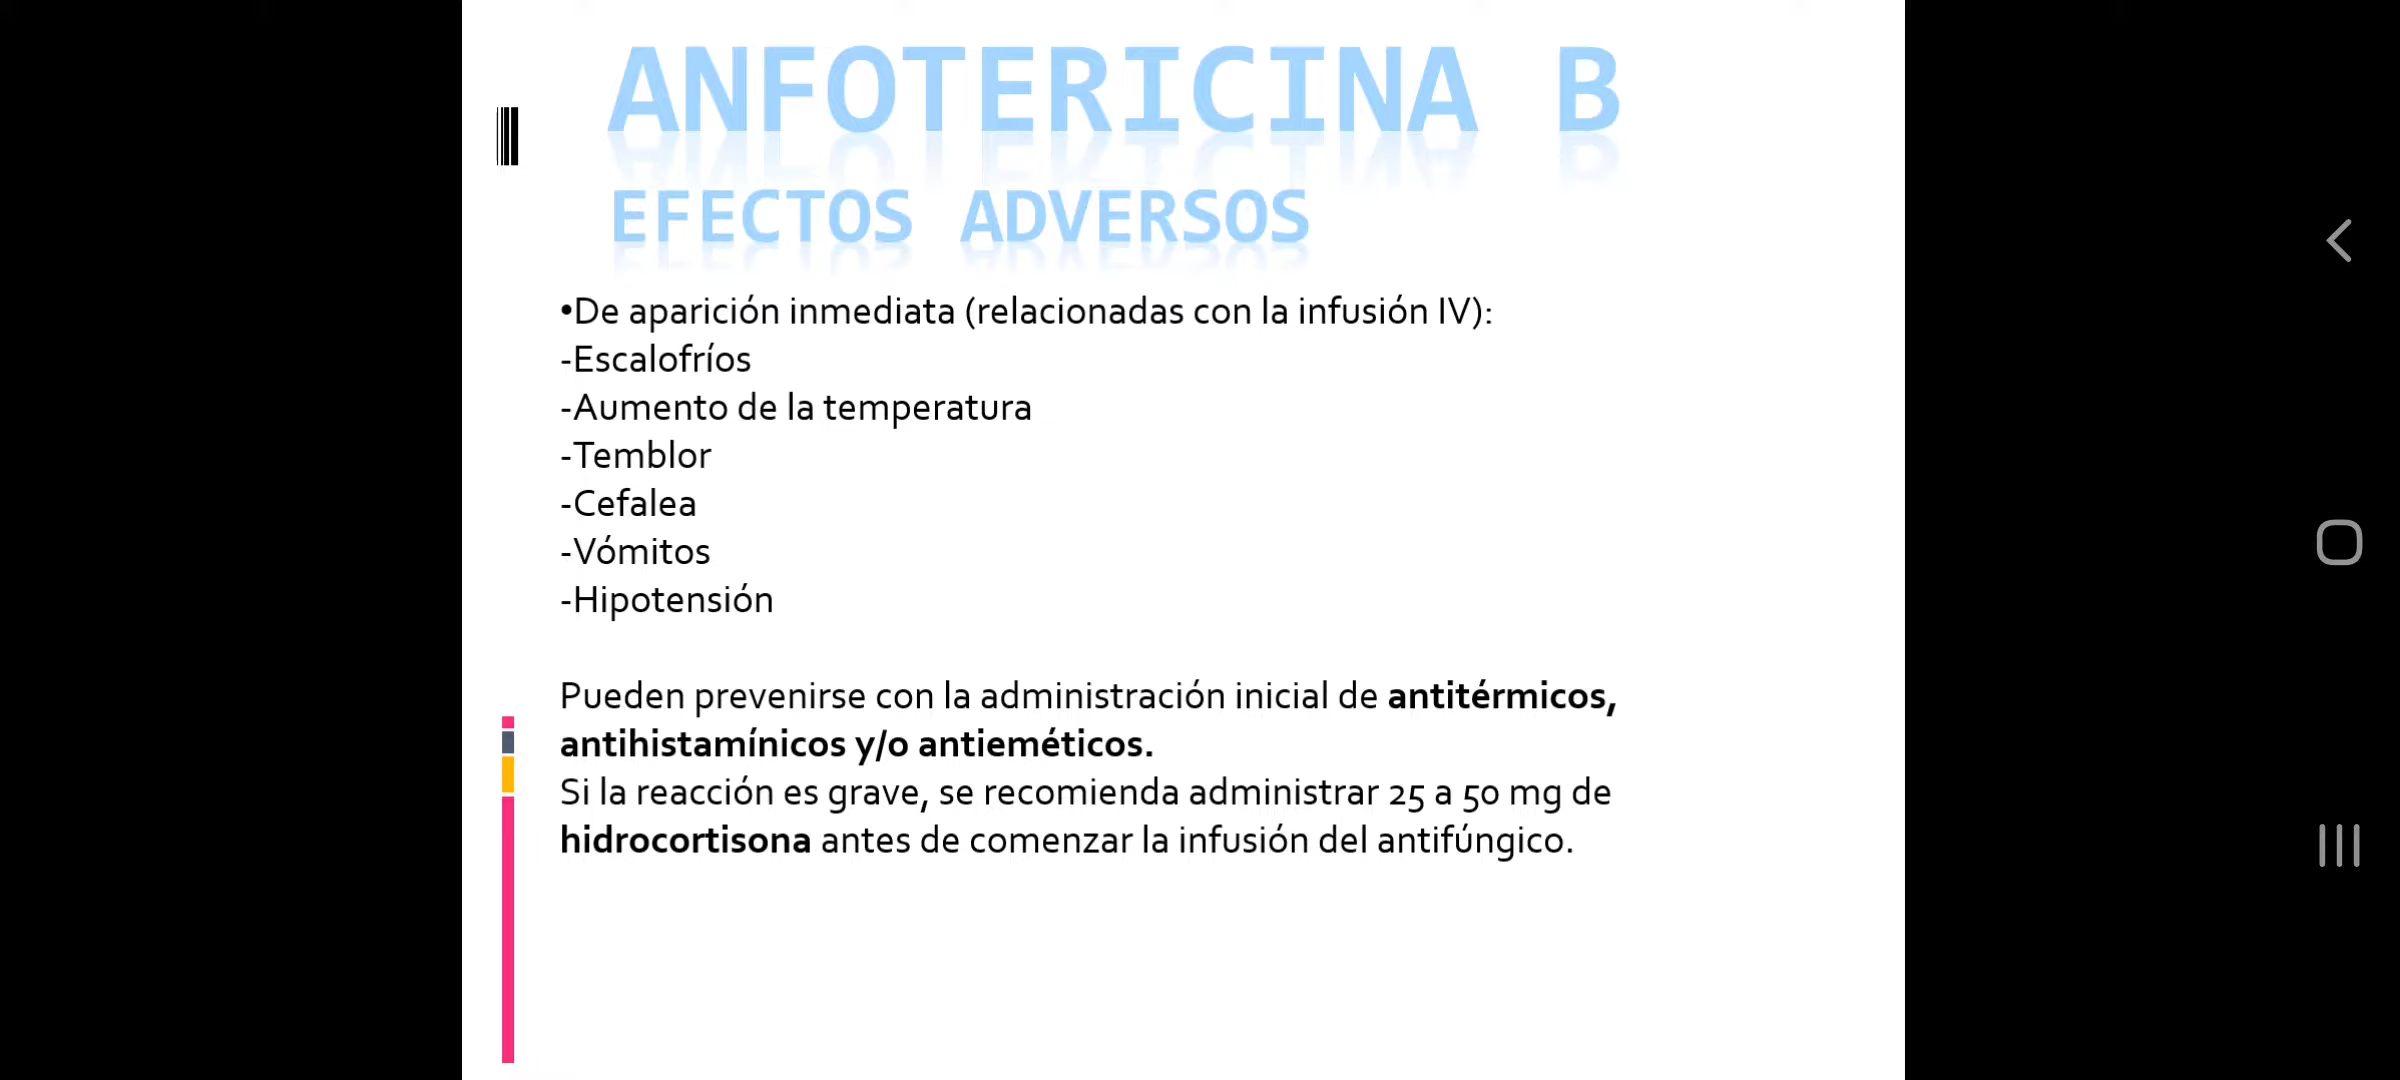 ANFOTERICINA B
EFECTOS ADVERSOS
•De aparición inmediata (relacionadas con la infusión IV):
-Escalofríos
-Aumento de la temperatura
-Temblor
-Cefalea
-Vómitos
-Hipotensión
Pueden prevenirse con la administración inicial de antitérmicos,
antihistamínicos y/o antieméticos.
Si la reacción es grave, se recomienda administrar 25 a 50 mg de
hidrocortisona antes de comenzar la infusión del antifúngico.